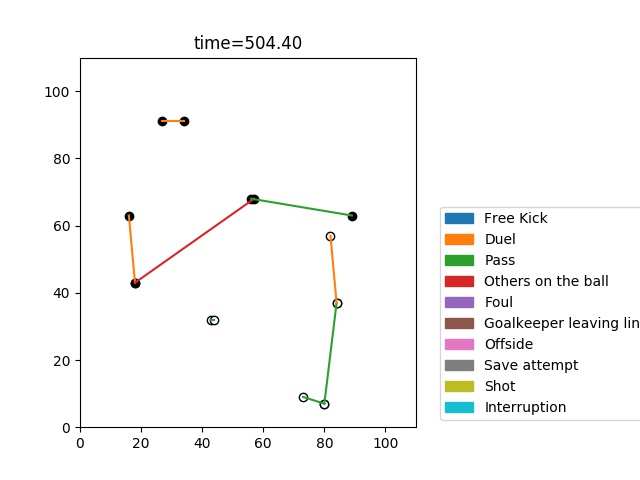 time=504.40
100
80
60
40
20
0
0 20 40 60 80 100
Free Kick
Duel
Pass
Others on the ball
Foul
Goalkeeper leaving lin
Offside
Save attempt
Shot
Interruption